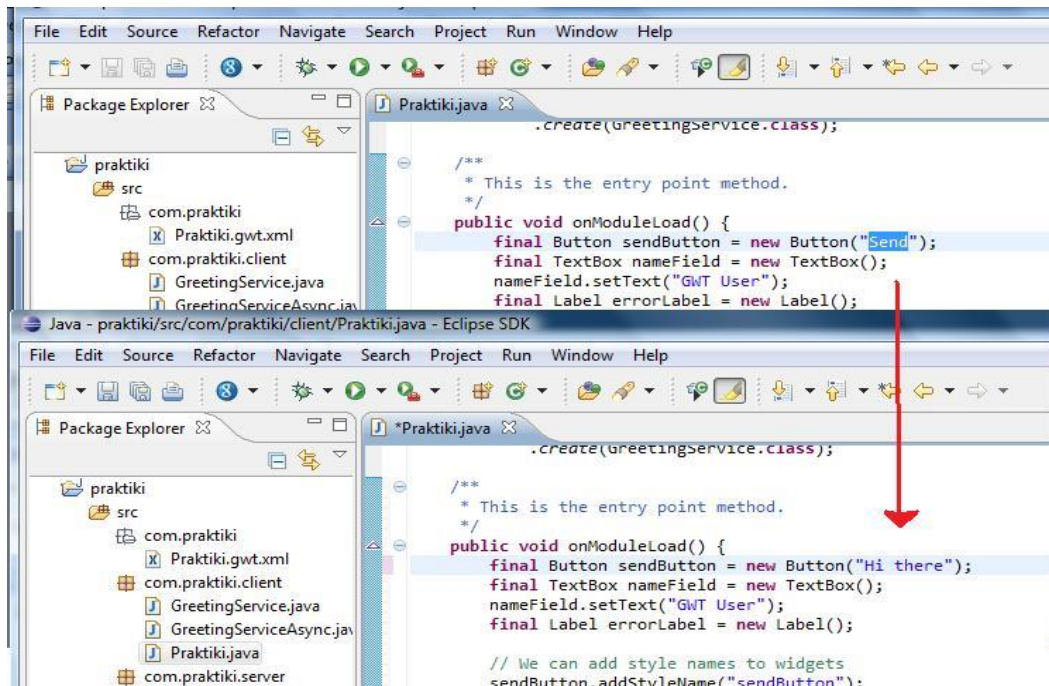 File Edit Source Refactor Navigate Search Project Run Window Help
Package Explorer
Praktiki.java
.create(GreetingService.class);
praktiki
src
com.praktiki
Praktiki.gwt.xml
com.praktiki.client
GreetingService.java
GreetingServiceAsync.jav
/**
* This is the entry point method.
*/
public void onModuleLoad() {
final Button sendButton = new Button("Send");
final TextBox nameField = new TextBox();
nameField.setText("GWT User");
final Label errorLabel = new Label();
Java - praktiki/src/com/praktiki/client/Praktiki.java - Eclipse SDK
File Edit Source Refactor Navigate Search Project Run Window Help
Package Explorer
*Praktiki.java
.create(GreetingService.class);
praktiki
src
com.praktiki
Praktiki.gwt.xml
com.praktiki.client
GreetingService.java
GreetingServiceAsync.jav
Praktiki.java
com.praktiki.server
/**
* This is the entry point method.
*/
public void onModuleLoad() {
final Button sendButton = new Button("Hi there");
final TextBox nameField = new TextBox();
nameField.setText("GWT User");
final Label errorLabel = new Label();
// We can add style names to widgets
sendButton.addStyleName("sendButton");